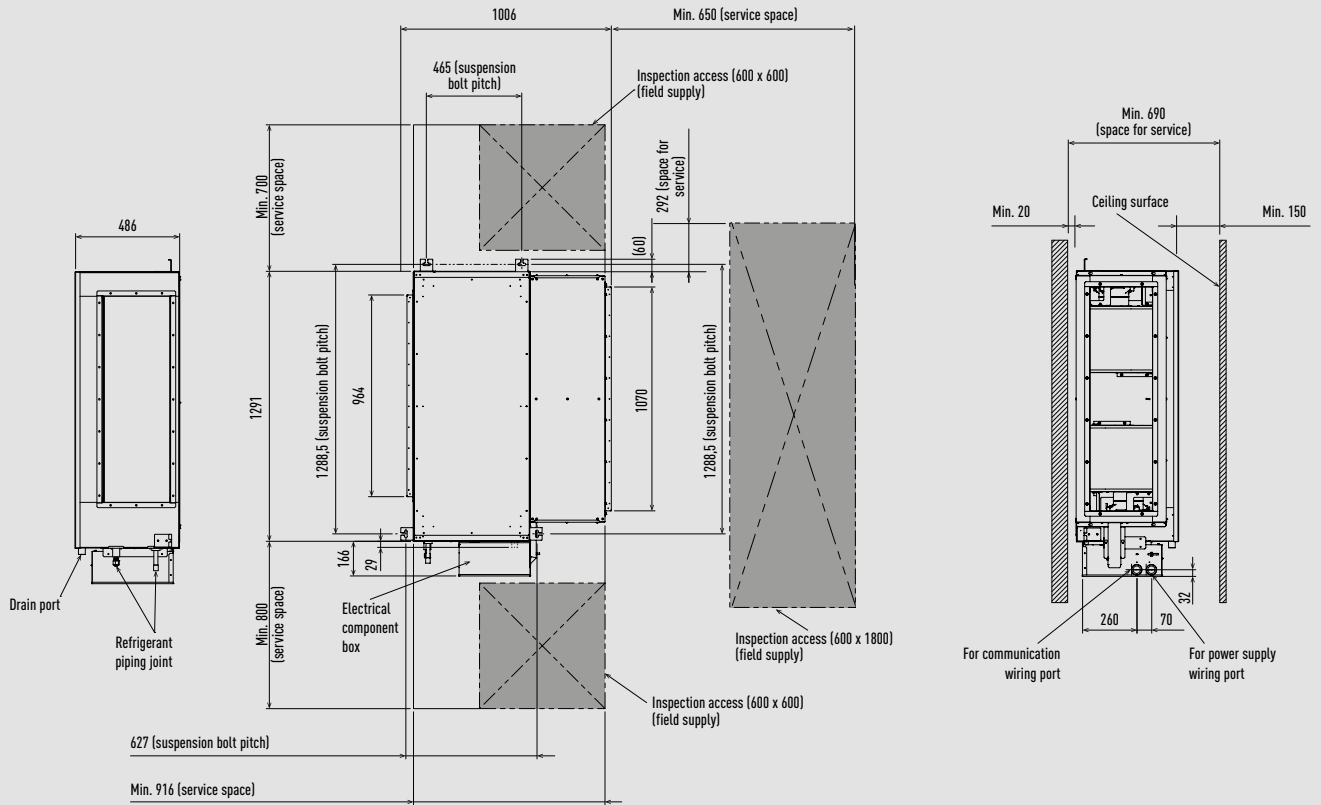 1006
Min. 650 (service space)
465 (suspension
bolt pitch)
Inspection access (600 x 600)
(field supply)
Min. 700
(service space)
292 (space for
service)
(60)
Min. 690
(space for service)
Min. 20
Ceiling surface
Min. 150
486
1291
1288,5 (suspension bolt pitch)
964
1070
1288,5 (suspension bolt pitch)
166
29
Drain port
Refrigerant
piping joint
Min. 800
(service space)
Electrical
component
box
Inspection access (600 x 1800)
(field supply)
Inspection access (600 x 600)
(field supply)
260
70
32
For communication
wiring port
For power supply
wiring port
627 (suspension bolt pitch)
Min. 916 (service space)